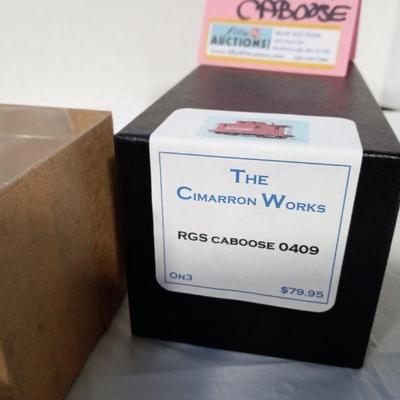 CABOOSE
AUCTIONS!
THE
CIMARRON WORKS
RGS CABOOSE 0409
ON3
$79.95